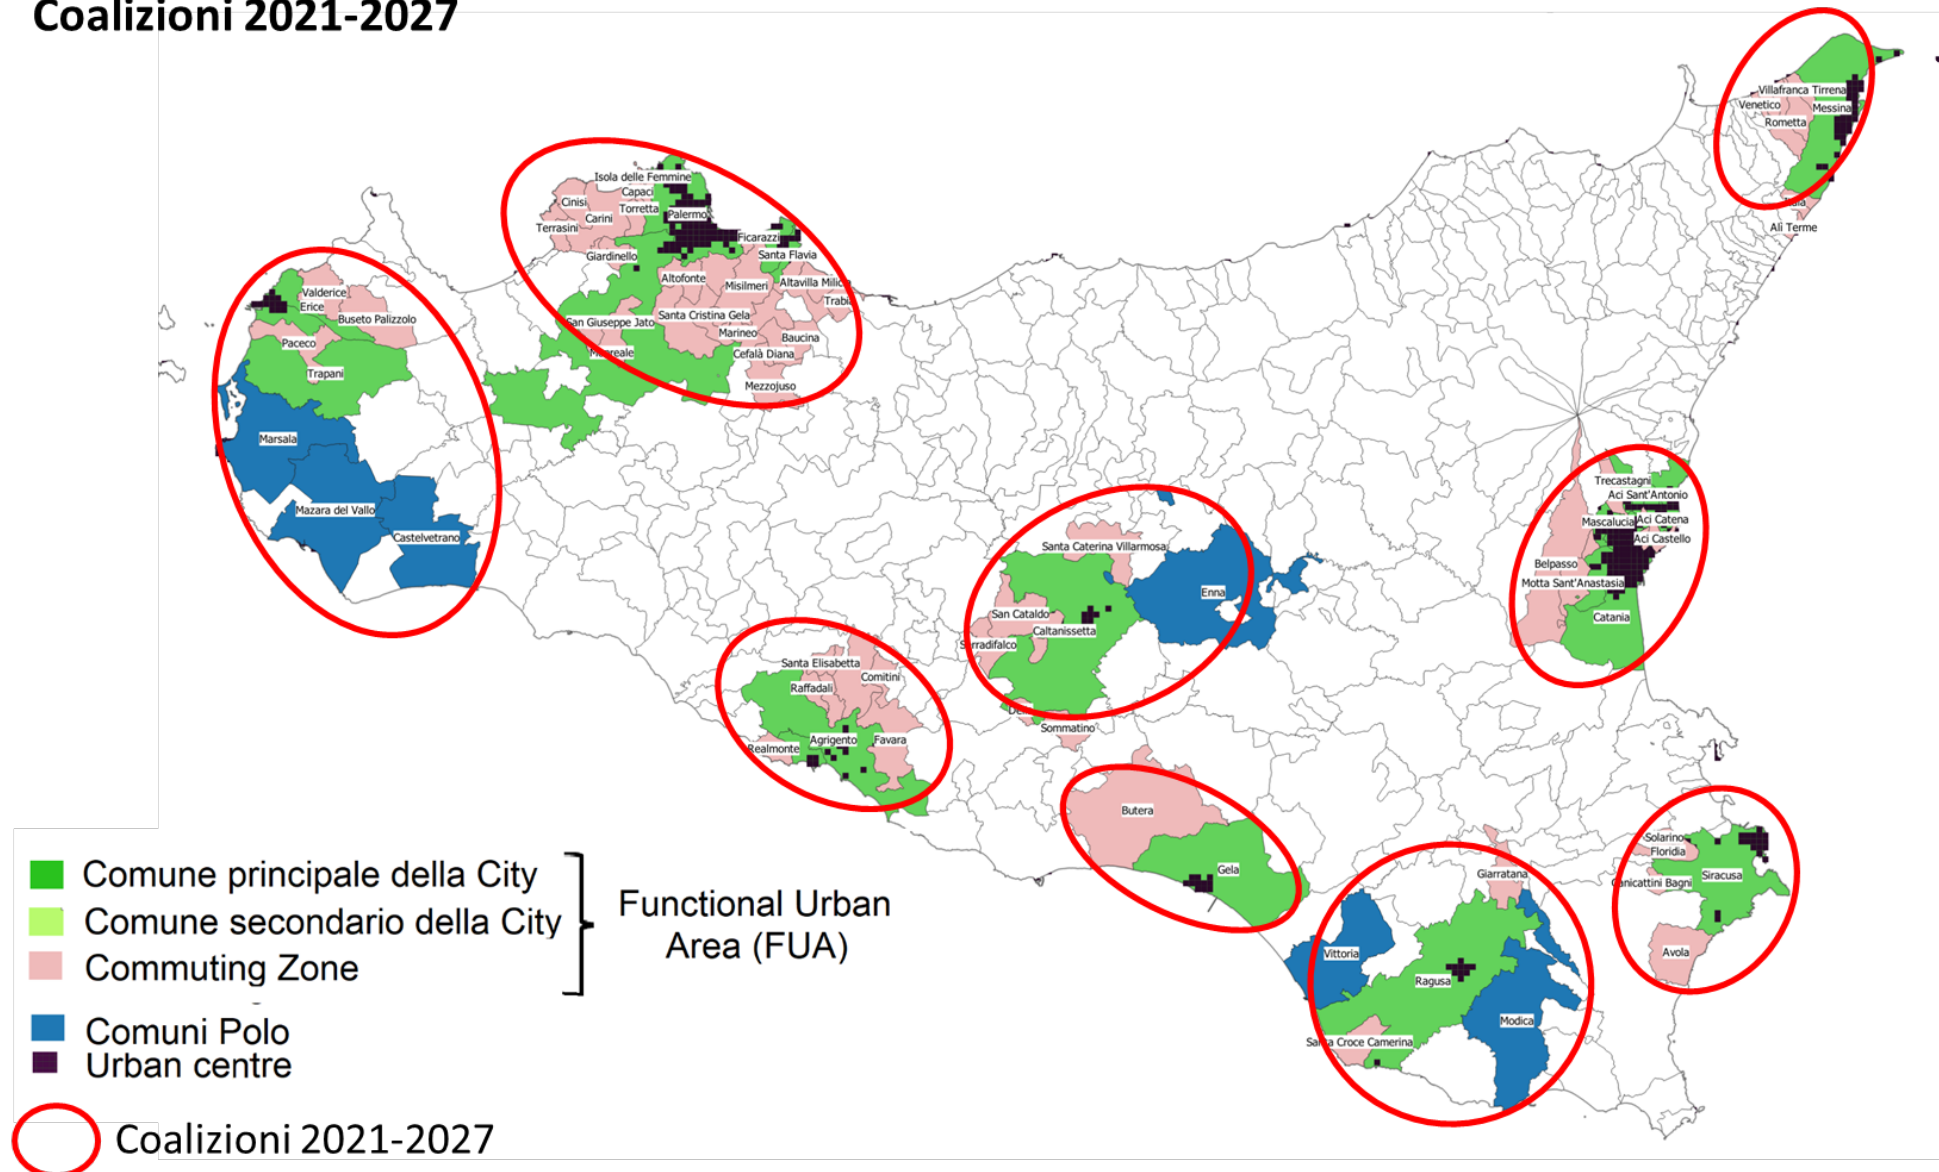 Coalizioni 2021-2027
Villafranca Tirrena
Venetico
Messina
Rometta
Alì Terme
Isola delle Femmine
Capaci
Cinisi
Torretta
Carini
Palermo
Terrasini
Ficarazzi
Giardinello
Santa Flavia
Altofonte
Misilmeri
Altavilla Milicia
Trabia
San Giuseppe Jato
Santa Cristina Gela
Marineo
Baucina
Monreale
Cefalà Diana
Mezzojuso
Valderice
Erice
Buseto Palizzolo
Paceco
Trapani
Marsala
Mazara del Vallo
Castelvetrano
Trecastagni
Aci Sant'Antonio
Mascalucia
Aci Catena
Aci Castello
Belpasso
Motta Sant'Anastasia
Catania
Santa Caterina Villarmosa
Enna
San Cataldo
Caltanissetta
Serradifalco
Sommatino
Santa Elisabetta
Comitini
Raffadali
Agrigento
Favara
Realmonte
Butera
Gela
Solarino
Floridia
Siracusa
Canicattini Bagni
Avola
Giarratana
Vittoria
Ragusa
Modica
Santa Croce Camerina
Comune principale della City
Comune secondario della City
Commuting Zone
Functional Urban
Area (FUA)
Comuni Polo
Urban centre
Coalizioni 2021-2027